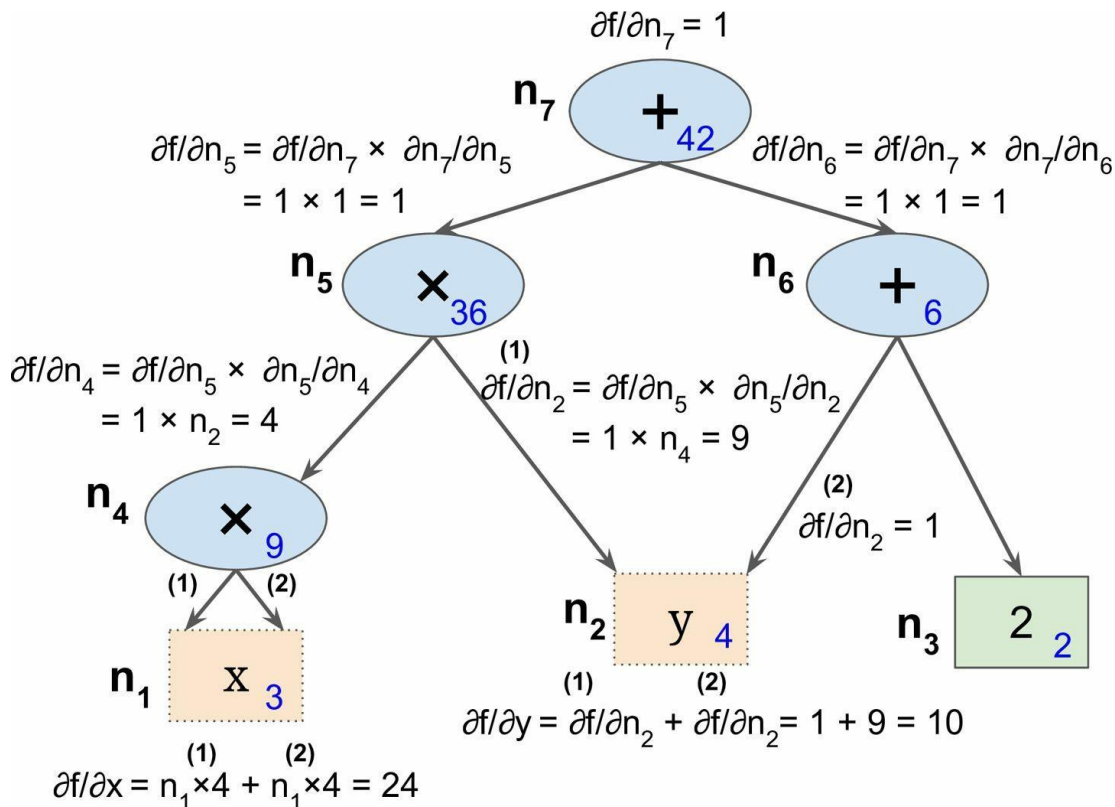 ∂f/∂n₇ = 1
n₇
+
42
∂f/∂n₅ = ∂f/∂n₇ × ∂n₇/∂n₅
= 1 × 1 = 1
∂f/∂n₆ = ∂f/∂n₇ × ∂n₇/∂n₆
= 1 × 1 = 1
n₅
×
36
n₆
+
6
∂f/∂n₄ = ∂f/∂n₅ × ∂n₅/∂n₄
= 1 × n₂ = 4
(1)
∂f/∂n₂ = ∂f/∂n₅ × ∂n₅/∂n₂
= 1 × n₄ = 9
n₄
×
9
(1) (2)
(2)
∂f/∂n₂ = 1
n₁
x 3
n₂
y 4
n₃
2 2
(1) (2)
∂f/∂y = ∂f/∂n₂ + ∂f/∂n₂= 1 + 9 = 10
(1) (2)
∂f/∂x = n₁×4 + n₁×4 = 24